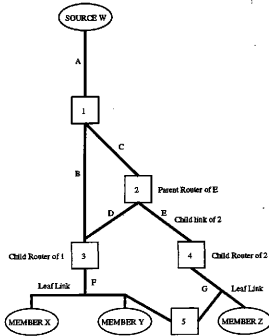 SOURCE W
A
1
C
B
2 Parent Router of E
D E
Child link of 2
Child Router of 1 3 4 Child Router of 2
F
Leaf Link G Leaf Link
MEMBER X MEMBER Y 5 MEMBER Z